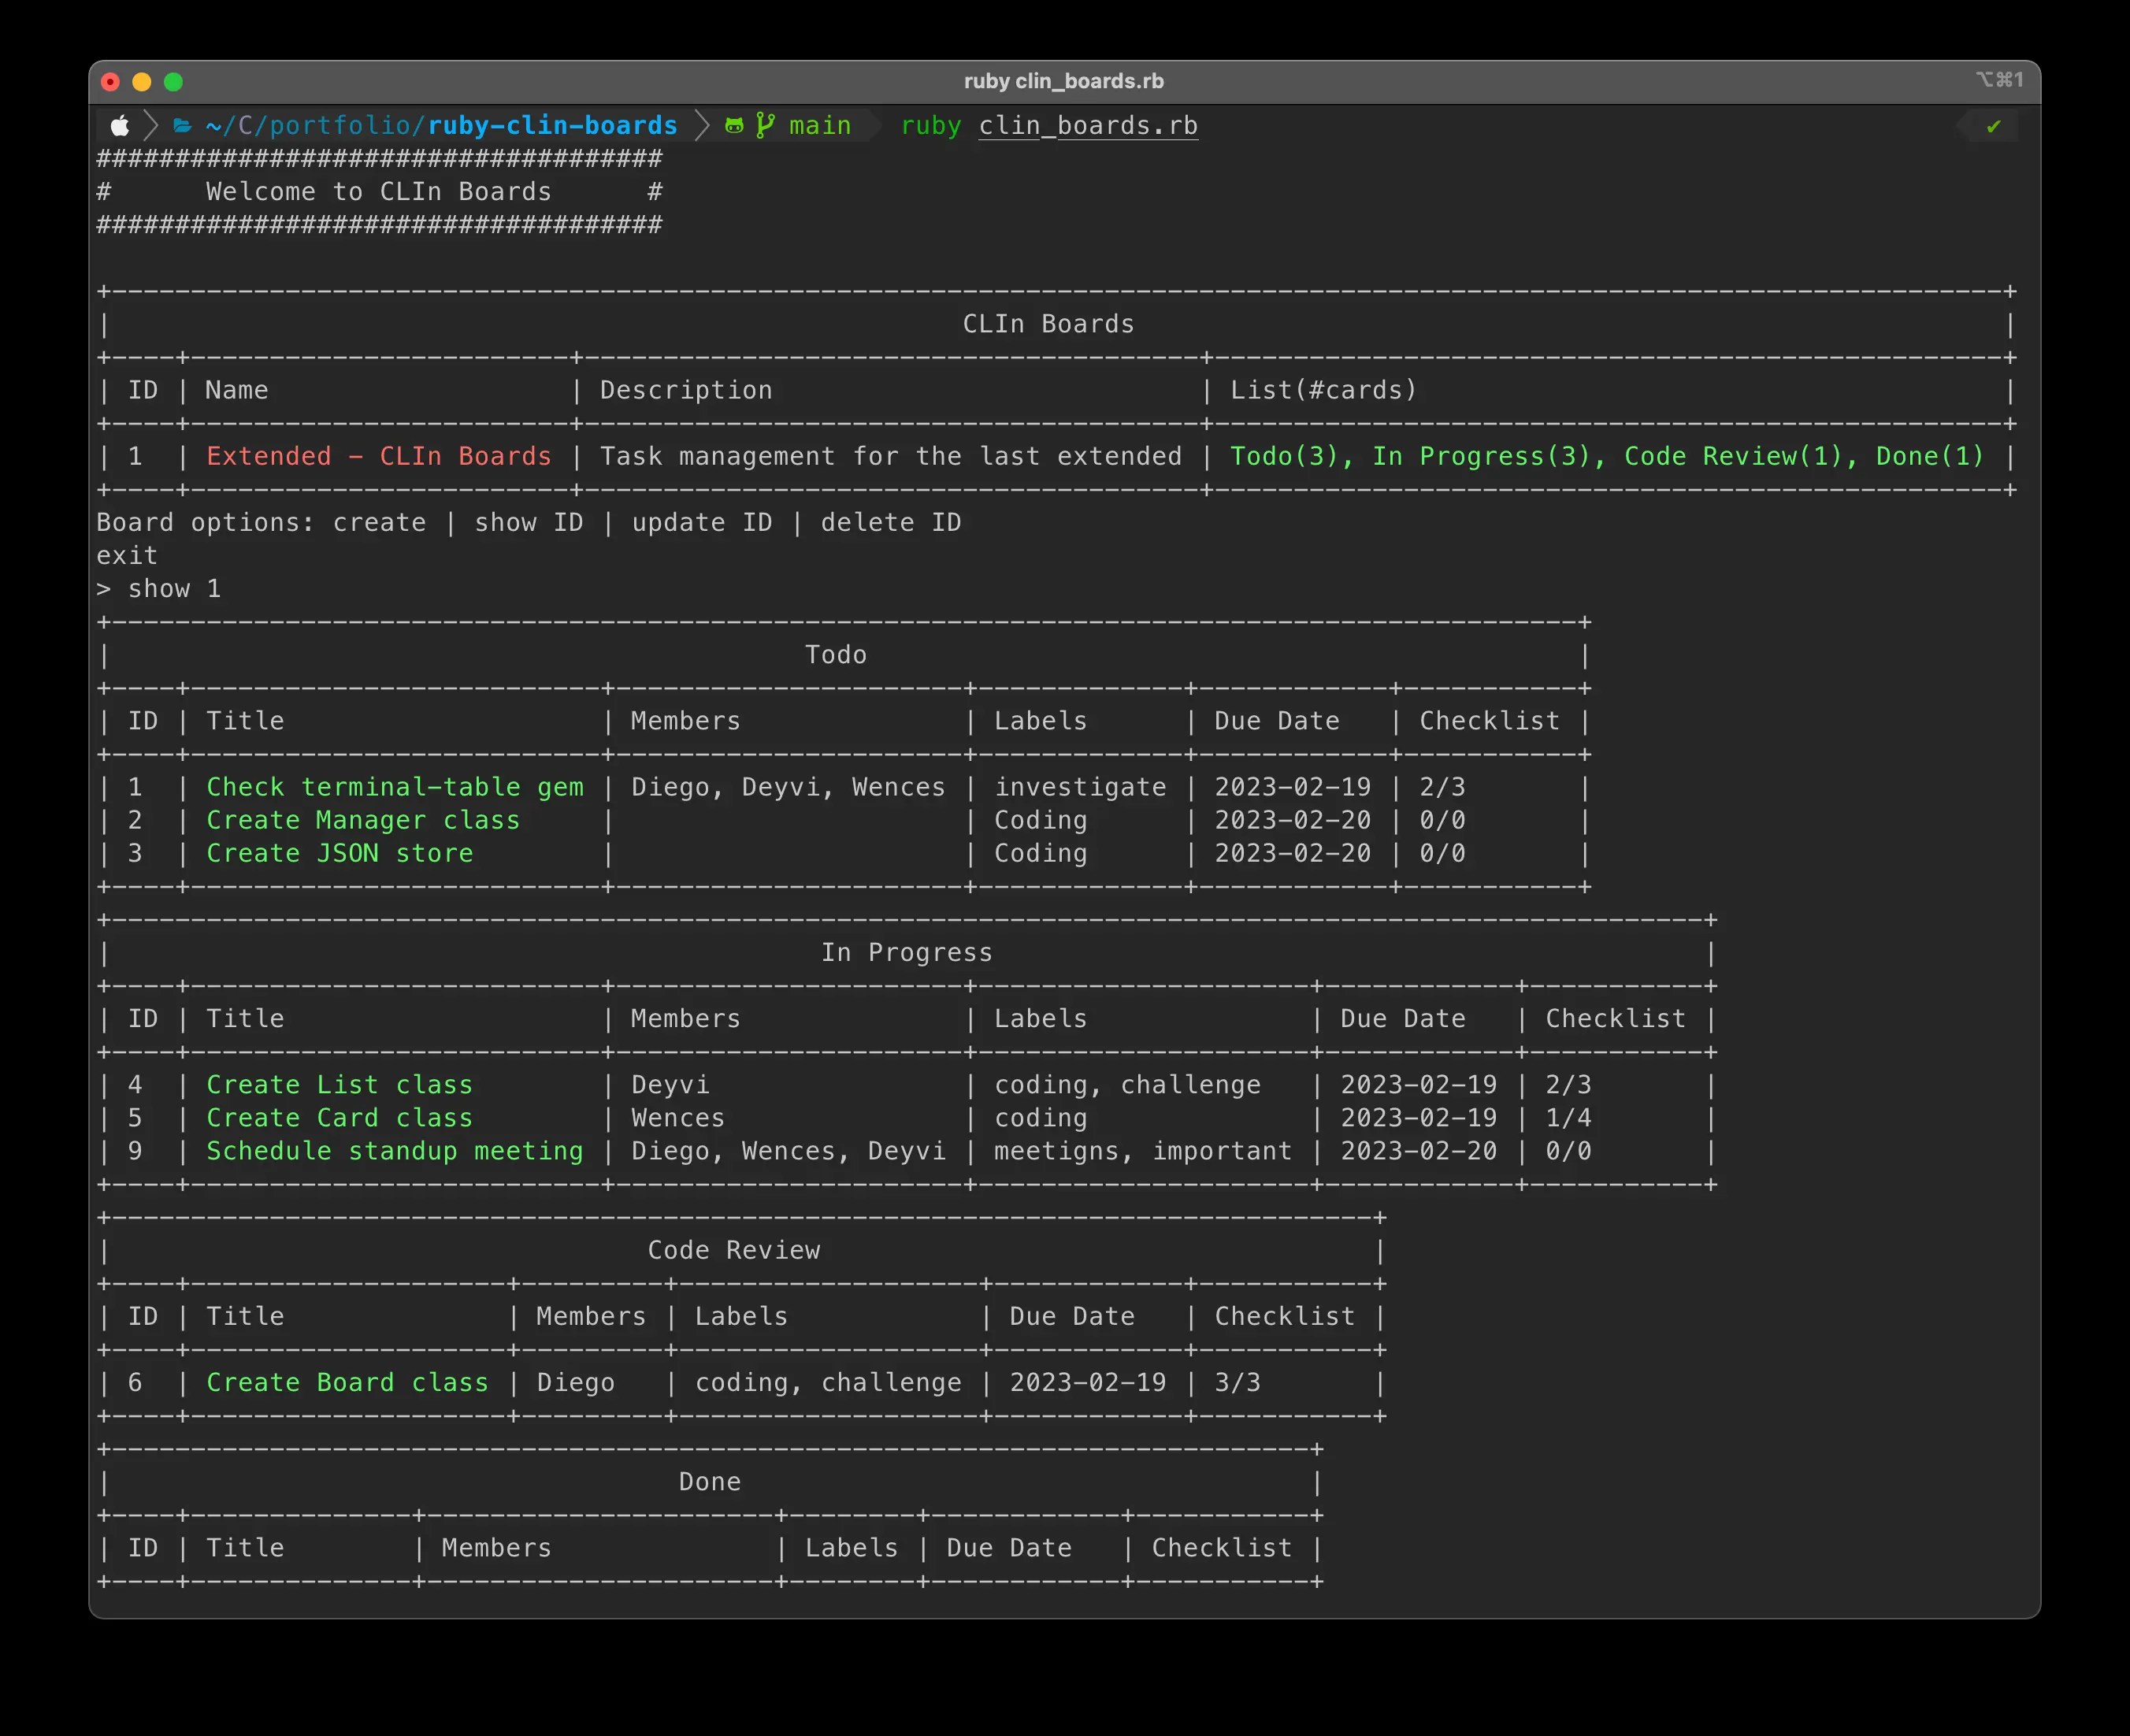 ruby clin_boards.rb
⌥⌘1
~/C/portfolio/ruby-clin-boards main ruby clin_boards.rb ✔
####################################
#      Welcome to CLIn Boards      #
####################################
CLIn Boards
| ID | Name | Description | List(#cards) |
| 1 | Extended - CLIn Boards | Task management for the last extended | Todo(3), In Progress(3), Code Review(1), Done(1) |
Board options: create | show ID | update ID | delete ID
exit
> show 1
Todo
| ID | Title | Members | Labels | Due Date | Checklist |
| 1 | Check terminal-table gem | Diego, Deyvi, Wences | investigate | 2023-02-19 | 2/3 |
| 2 | Create Manager class | | Coding | 2023-02-20 | 0/0 |
| 3 | Create JSON store | | Coding | 2023-02-20 | 0/0 |
In Progress
| ID | Title | Members | Labels | Due Date | Checklist |
| 4 | Create List class | Deyvi | coding, challenge | 2023-02-19 | 2/3 |
| 5 | Create Card class | Wences | coding | 2023-02-19 | 1/4 |
| 9 | Schedule standup meeting | Diego, Wences, Deyvi | meetigns, important | 2023-02-20 | 0/0 |
Code Review
| ID | Title | Members | Labels | Due Date | Checklist |
| 6 | Create Board class | Diego | coding, challenge | 2023-02-19 | 3/3 |
Done
| ID | Title | Members | Labels | Due Date | Checklist |